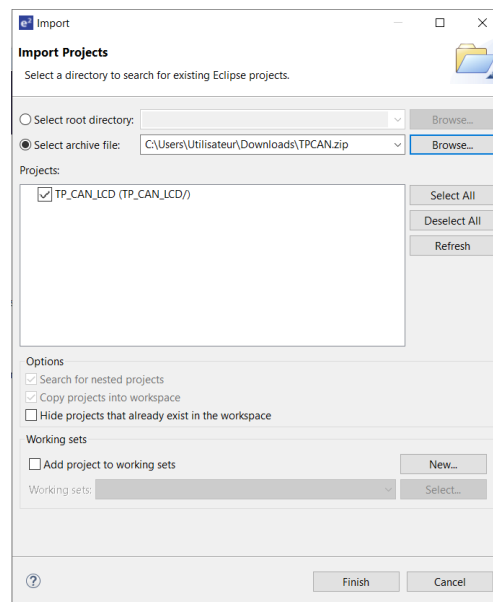 e² Import
Import Projects
Select a directory to search for existing Eclipse projects.
Select root directory:
Browse...
Select archive file: C:\Users\Utilisateur\Downloads\TPCAN.zip Browse...
Projects:
TP_CAN_LCD (TP_CAN_LCD/)
Select All
Deselect All
Refresh
Options
Search for nested projects
Copy projects into workspace
Hide projects that already exist in the workspace
Working sets
Add project to working sets New...
Working sets: Select...
? Finish Cancel